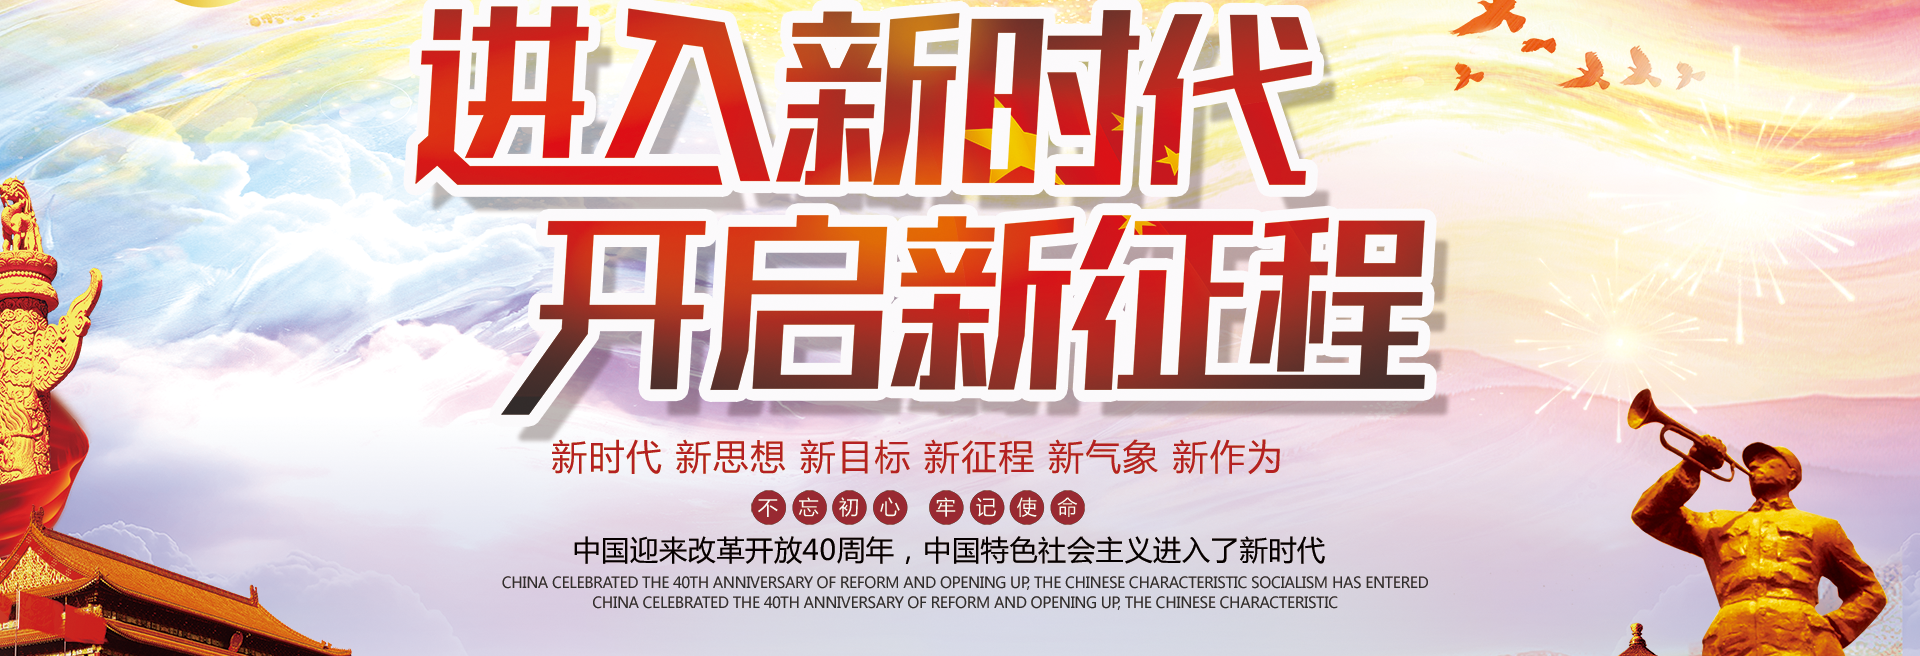 进入新时代
开启新征程
新时代 新思想 新目标 新征程 新气象 新作为
不忘初心 牢记使命
中国迎来改革开放40周年，中国特色社会主义进入了新时代
CHINA CELEBRATED THE 40TH ANNIVERSARY OF REFORM AND OPENING UP, THE CHINESE CHARACTERISTIC SOCIALISM HAS ENTERED
CHINA CELEBRATED THE 40TH ANNIVERSARY OF REFORM AND OPENING UP, THE CHINESE CHARACTERISTIC